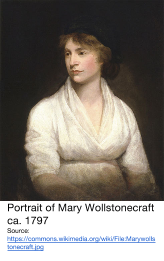 Portrait of Mary Wollstonecraft
ca. 1797
Source:
https://commons.wikimedia.org/wiki/File:Marywolls
tonecraft.jpg